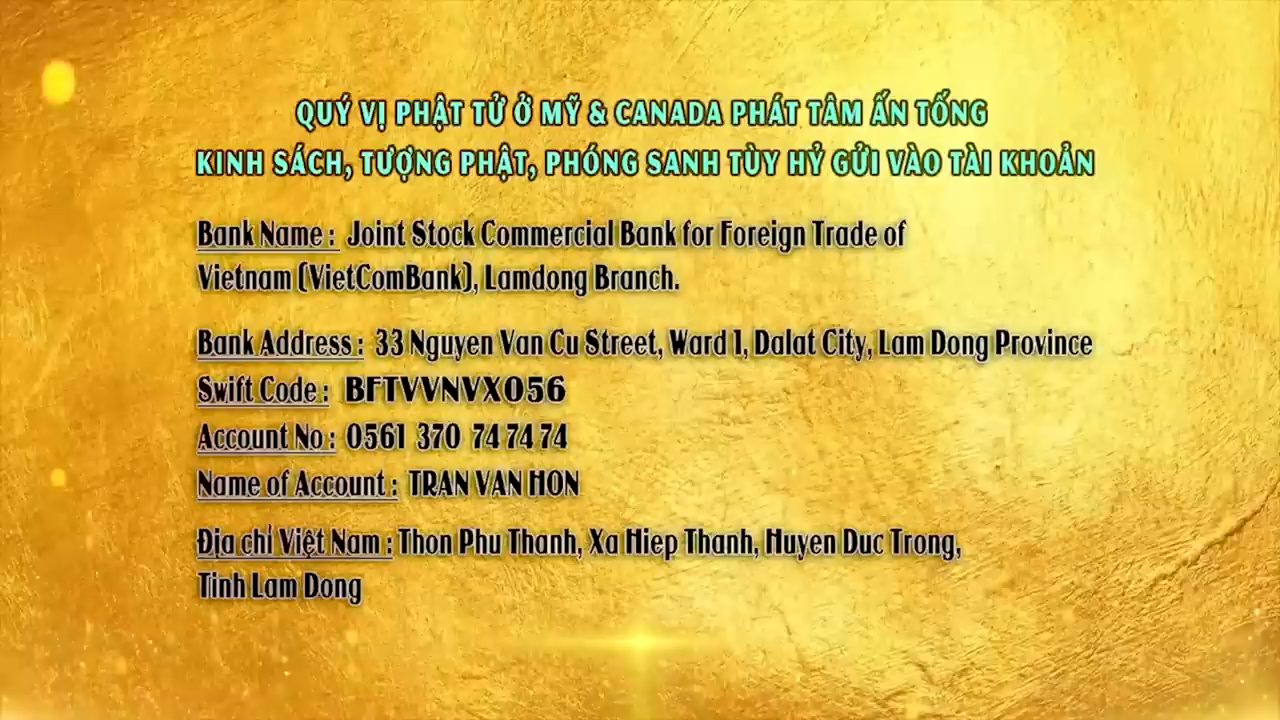 QUÝ VỊ PHẬT TỬ Ở MỸ & CANADA PHÁT TÂM ẤN TỐNG
KINH SÁCH, TƯỢNG PHẬT, PHÓNG SANH TÙY HỶ GỬI VÀO TÀI KHOẢN
Bank Name : Joint Stock Commercial Bank for Foreign Trade of
Vietnam (VietComBank), Lamdong Branch.
Bank Address : 33 Nguyen Van Cu Street, Ward 1, Dalat City, Lam Dong Province
Swift Code : BFTVVNVX056
Account No : 0561 370 74 74 74
Name of Account : TRAN VAN HON
Địa chỉ Việt Nam : Thon Phu Thanh, Xa Hiep Thanh, Huyen Duc Trong,
Tinh Lam Dong